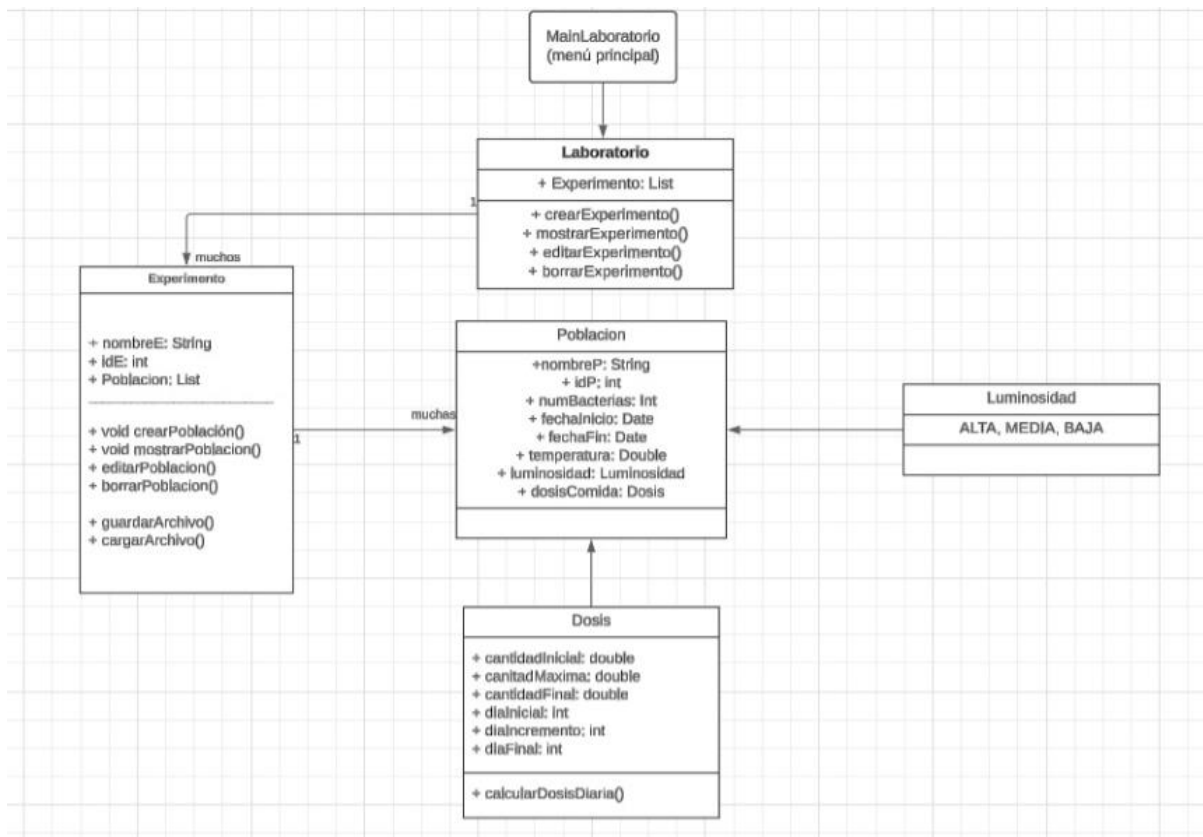 MainLaboratorio
(menú principal)
Laboratorio
+ Experimento: List
+ crearExperimento()
+ mostrarExperimento()
+ editarExperimento()
+ borrarExperimento()
1
muchos
Experimento
+ nombreE: String
+ idE: int
+ Poblacion: List
+ void crearPoblación()
+ void mostrarPoblacion()
+ editarPoblacion()
+ borrarPoblacion()
+ guardarArchivo()
+ cargarArchivo()
1
muchas
Poblacion
+nombreP: String
+ idP: int
+ numBacterias: Int
+ fechaInicio: Date
+ fechaFin: Date
+ temperatura: Double
+ luminosidad: Luminosidad
+ dosisComida: Dosis
Luminosidad
ALTA, MEDIA, BAJA
Dosis
+ cantidadInicial: double
+ canitadMaxima: double
+ cantidadFinal: double
+ diaInicial: int
+ diaIncremento: int
+ diaFinal: int
+ calcularDosisDiaria()